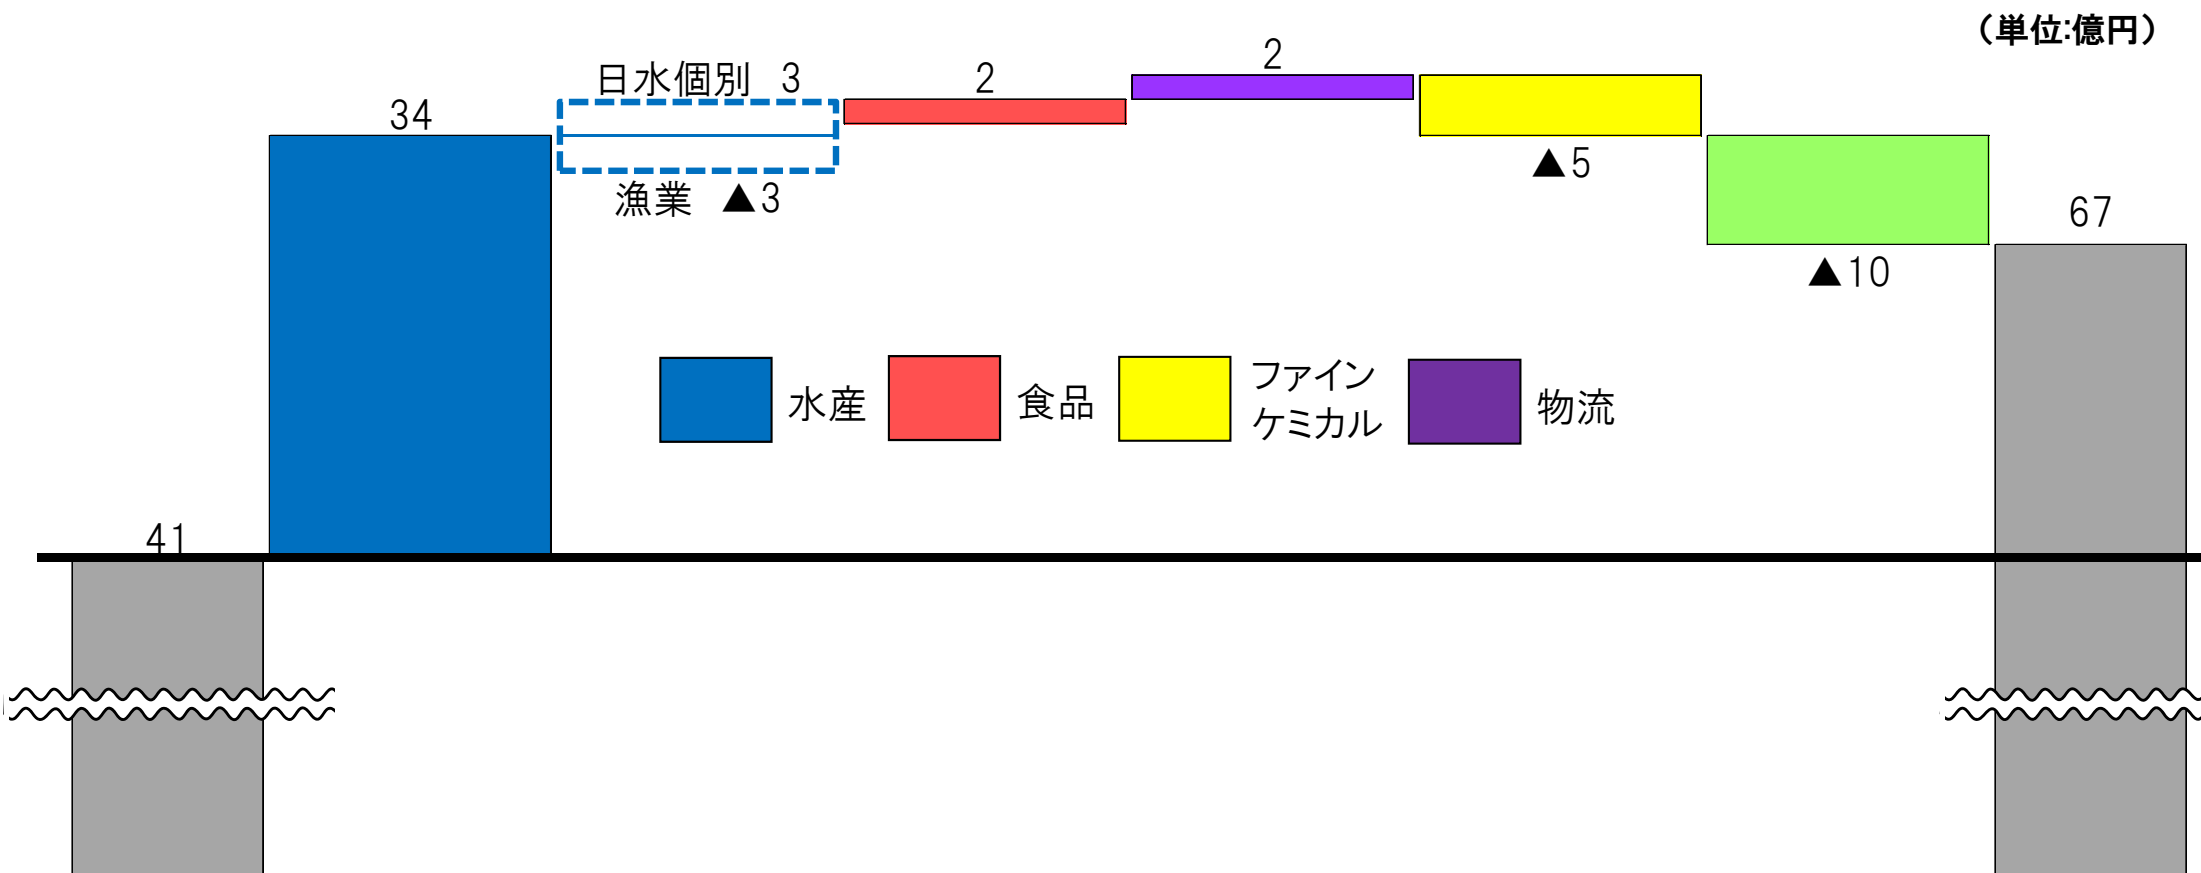 （単位:億円）
34
日水個別 3
漁業 ▲3
2
2
▲5
▲10
67
41
水産
食品
ファイン
ケミカル
物流